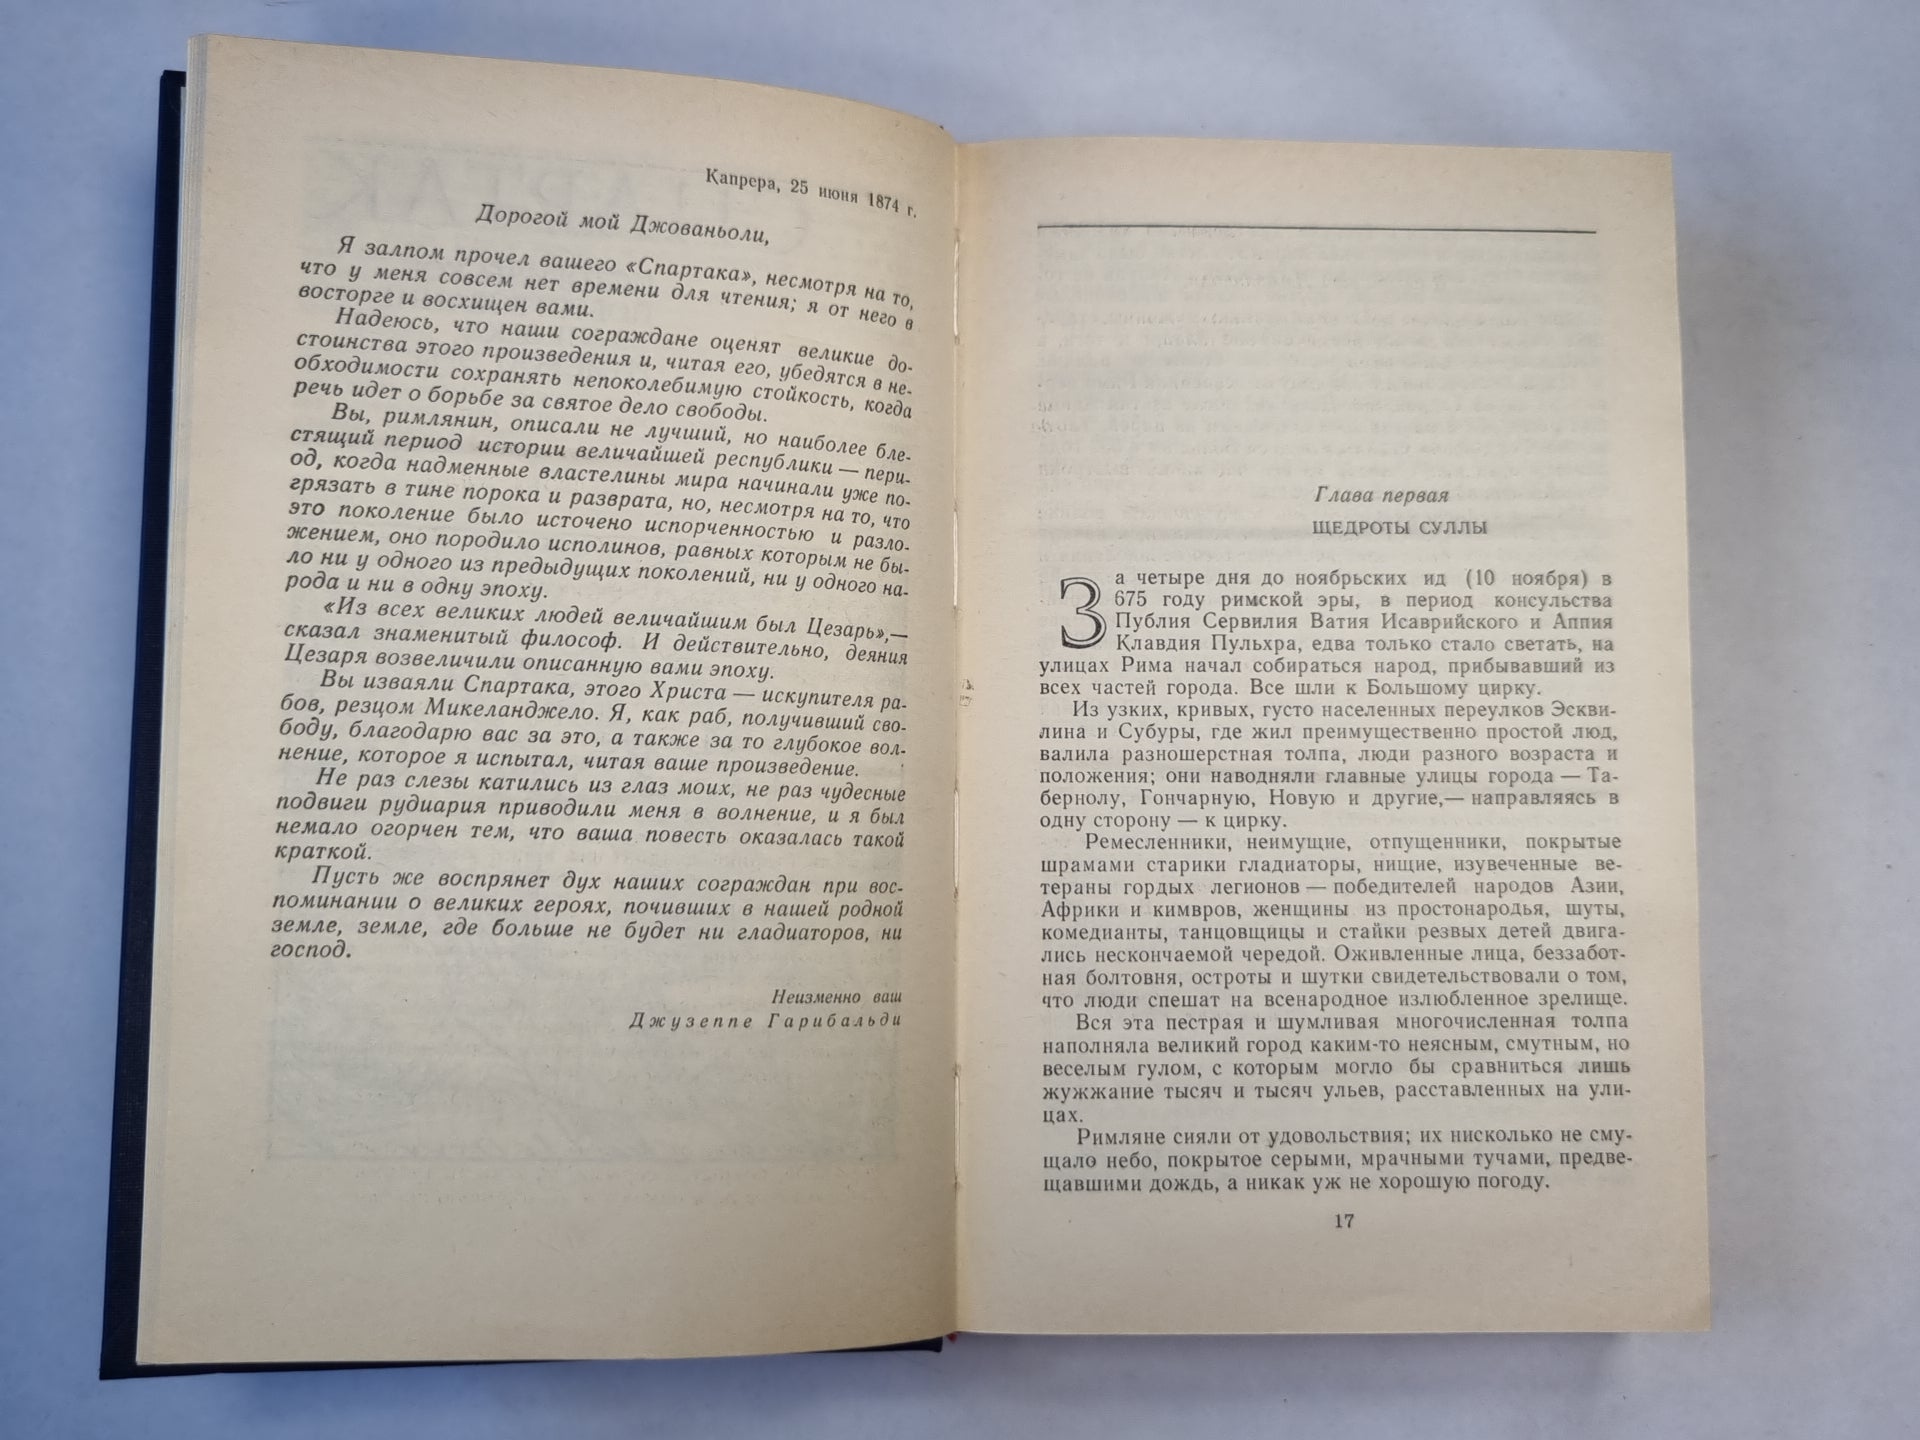 Капрера, 25 июня 1874 г.
Дорогой мой Джованьоли,
Я залпом прочел вашего «Спартака», несмотря на то,
что у меня совсем нет времени для чтения; я от него в
восторге и восхищен вами.
Надеюсь, что наши сограждане оценят великие до-
стоинства этого произведения и, читая его, убедятся в не-
обходимости сохранять непоколебимую стойкость, когда
речь идет о борьбе за святое дело свободы.
Вы, римлянин, описали не лучший, но наиболее бле-
стящий период истории величайшей республики — пери-
од, когда надменные властелины мира начинали уже по-
грязать в тине порока и разврата, но, несмотря на то, что
это поколение было источено испорченностью и разло-
жением, оно породило исполинов, равных которым не бы-
ло ни у одного из предыдущих поколений, ни у одного на-
рода и ни в одну эпоху.
«Из всех великих людей величайшим был Цезарь»,—
сказал знаменитый философ. И действительно, деяния
Цезаря возвеличили описанную вами эпоху.
Вы изваяли Спартака, этого Христа — искупителя ра-
бов, резцом Микеланджело. Я, как раб, получивший сво-
боду, благодарю вас за это, а также за то глубокое вол-
нение, которое я испытал, читая ваше произведение.
Не раз слезы катились из глаз моих, не раз чудесные
подвиги рудиария приводили меня в волнение, и я был
немало огорчен тем, что ваша повесть оказалась такой
краткой.
Пусть же воспрянет дух наших сограждан при вос-
поминании о великих героях, почивших в нашей родной
земле, земле, где больше не будет ни гладиаторов, ни
господ.
Неизменно ваш
Джузеппе Гарибальди
Глава первая
ЩЕДРОТЫ СУЛЛЫ
За четыре дня до ноябрьских ид (10 ноября) в
675 году римской эры, в период консульства
Публия Сервилия Ватия Исаврийского и Аппия
Клавдия Пульхра, едва только стало светать, на
улицах Рима начал собираться народ, прибывавший из
всех частей города. Все шли к Большому цирку.
Из узких, кривых, густо населенных переулков Эскви-
лина и Субуры, где жил преимущественно простой люд,
валила разношерстная толпа, люди разного возраста и
положения; они наводняли главные улицы города — Та-
бернолу, Гончарную, Новую и другие,— направляясь в
одну сторону — к цирку.
Ремесленники, неимущие, отпущенники, покрытые
шрамами старики гладиаторы, нищие, изувеченные ве-
тераны гордых легионов — победителей народов Азии,
Африки и кимвров, женщины из простонародья, шуты,
комедианты, танцовщицы и стайки резвых детей двига-
лись нескончаемой чередой. Оживленные лица, беззабот-
ная болтовня, остроты и шутки свидетельствовали о том,
что люди спешат на всенародное излюбленное зрелище.
Вся эта пестрая и шумливая многочисленная толпа
наполняла великий город каким-то неясным, смутным, но
веселым гулом, с которым могло бы сравниться лишь
жужжание тысяч и тысяч ульев, расставленных на ули-
цах.
Римляне сияли от удовольствия; их нисколько не сму-
щало небо, покрытое серыми, мрачными тучами, предве-
щавшими дождь, а никак уж не хорошую погоду.
17